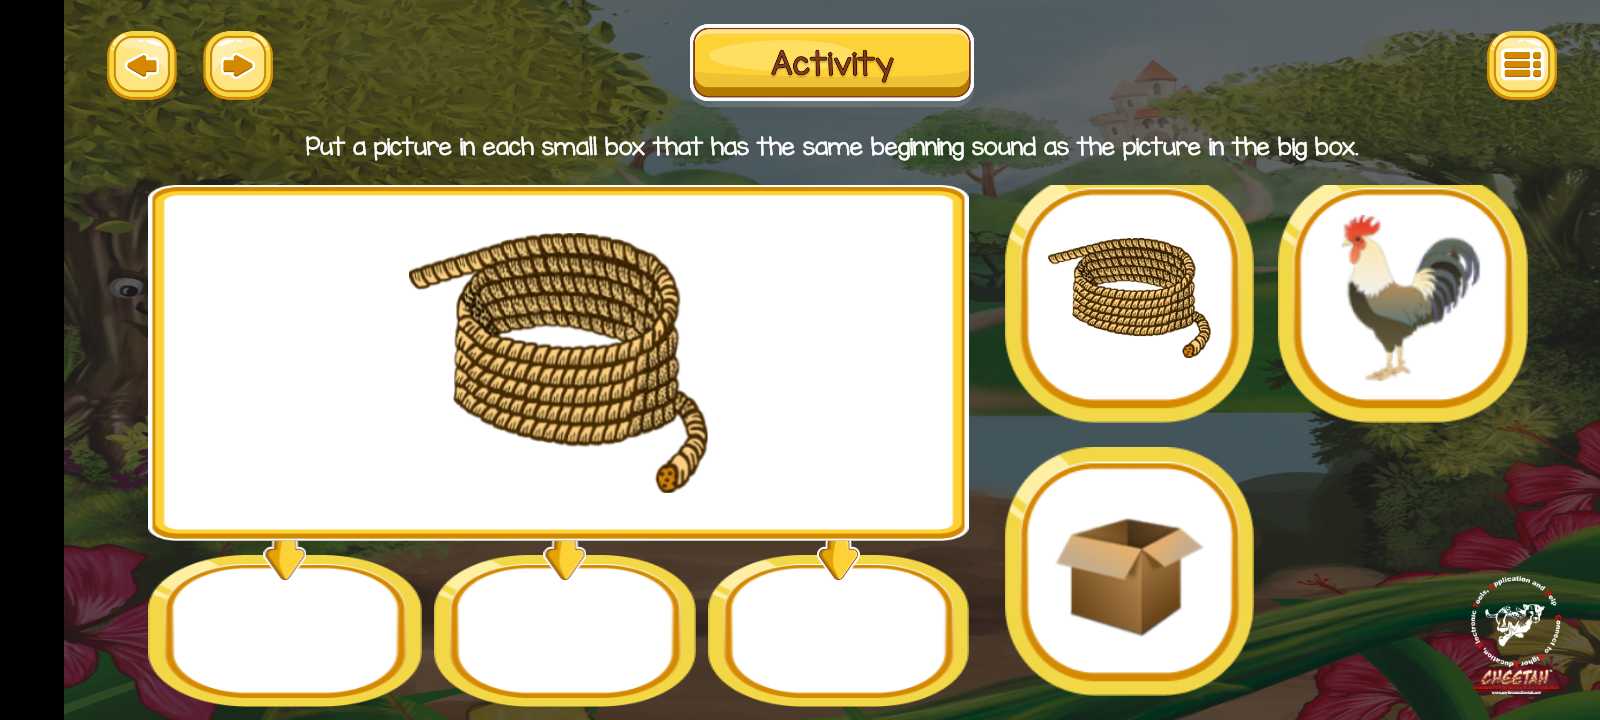 Activity
Put a picture in each small box that has the same beginning sound as the picture in the big box.
CHEETAH